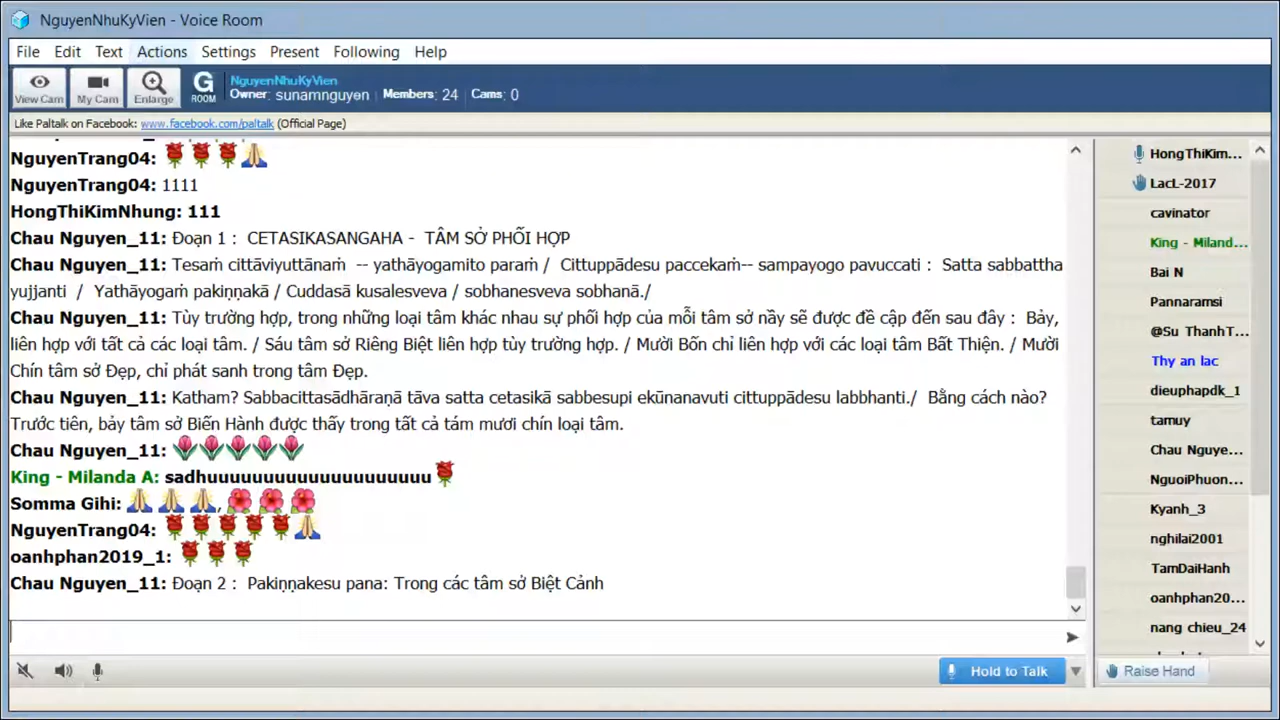 NguyenNhuKyVien - Voice Room
File Edit Text Actions Settings Present Following Help
View Cam My Cam Enlarge G ROOM
NguyenNhuKyVien
Owner: sunamnguyen Members: 24 Cams: 0
Like Paltalk on Facebook: www.facebook.com/paltalk (Official Page)
NguyenTrang04:
NguyenTrang04: 1111
HongThiKimNhung: 111
Chau Nguyen_11: Đoạn 1 : CETASIKASANGAHA - TÂM SỞ PHỐI HỢP
Chau Nguyen_11: Tesaṁ cittāviyuttānaṁ -- yathāyogamito paraṁ / Cittuppādesu paccekaṁ-- sampayogo pavuccati : Satta sabbattha
yujjanti / Yathāyogaṁ pakiṇṇakā / Cuddasā kusalesveva / sobhanesveva sobhanā./
Chau Nguyen_11: Tùy trường hợp, trong những loại tâm khác nhau sự phối hợp của mỗi tâm sở nầy sẽ được đề cập đến sau đây : Bảy,
liên hợp với tất cả các loại tâm. / Sáu tâm sở Riêng Biệt liên hợp tùy trường hợp. / Mười Bốn chỉ liên hợp với các loại tâm Bất Thiện. / Mười
Chín tâm sở Đẹp, chỉ phát sanh trong tâm Đẹp.
Chau Nguyen_11: Katham? Sabbacittasādhāraṇā tāva satta cetasikā sabbesupi ekūnanavuti cittuppādesu labbhanti./ Bằng cách nào?
Trước tiên, bảy tâm sở Biến Hành được thấy trong tất cả tám mươi chín loại tâm.
Chau Nguyen_11:
King - Milanda A: sadhuuuuuuuuuuuuuuuuuuuu
Somma Gihi: ,
NguyenTrang04:
oanhphan2019_1:
Chau Nguyen_11: Đoạn 2 : Pakiṇṇakesu pana: Trong các tâm sở Biệt Cảnh
Hold to Talk
HongThiKim...
LacL-2017
cavinator
King - Miland...
Bai N
Pannaramsi
@Su ThanhT...
Thy an lac
dieuphapdk_1
tamuy
Chau Nguye...
NguoiPhuon...
Kyanh_3
nghilai2001
TamDaiHanh
oanhphan20...
nang chieu_24
Raise Hand